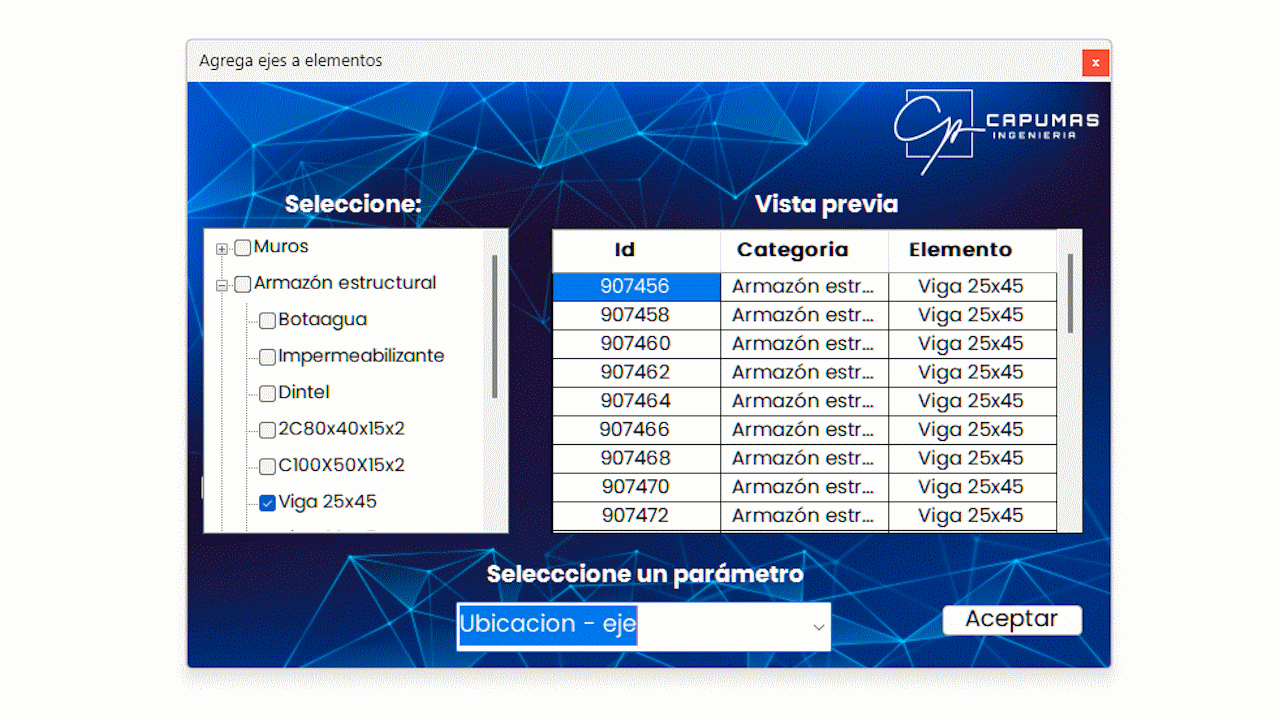 Agrega ejes a elementos
x
Cp CAPUMAS
INGENIERIA
Seleccione:
Muros
Armazón estructural
Botaagua
Impermeabilizante
Dintel
2C80x40x15x2
C100X50X15x2
Viga 25x45
Vista previa
Id Categoria Elemento
907456 Armazón estr... Viga 25x45
907458 Armazón estr... Viga 25x45
907460 Armazón estr... Viga 25x45
907462 Armazón estr... Viga 25x45
907464 Armazón estr... Viga 25x45
907466 Armazón estr... Viga 25x45
907468 Armazón estr... Viga 25x45
907470 Armazón estr... Viga 25x45
907472 Armazón estr... Viga 25x45
Selecccione un parámetro
Ubicacion - eje
Aceptar